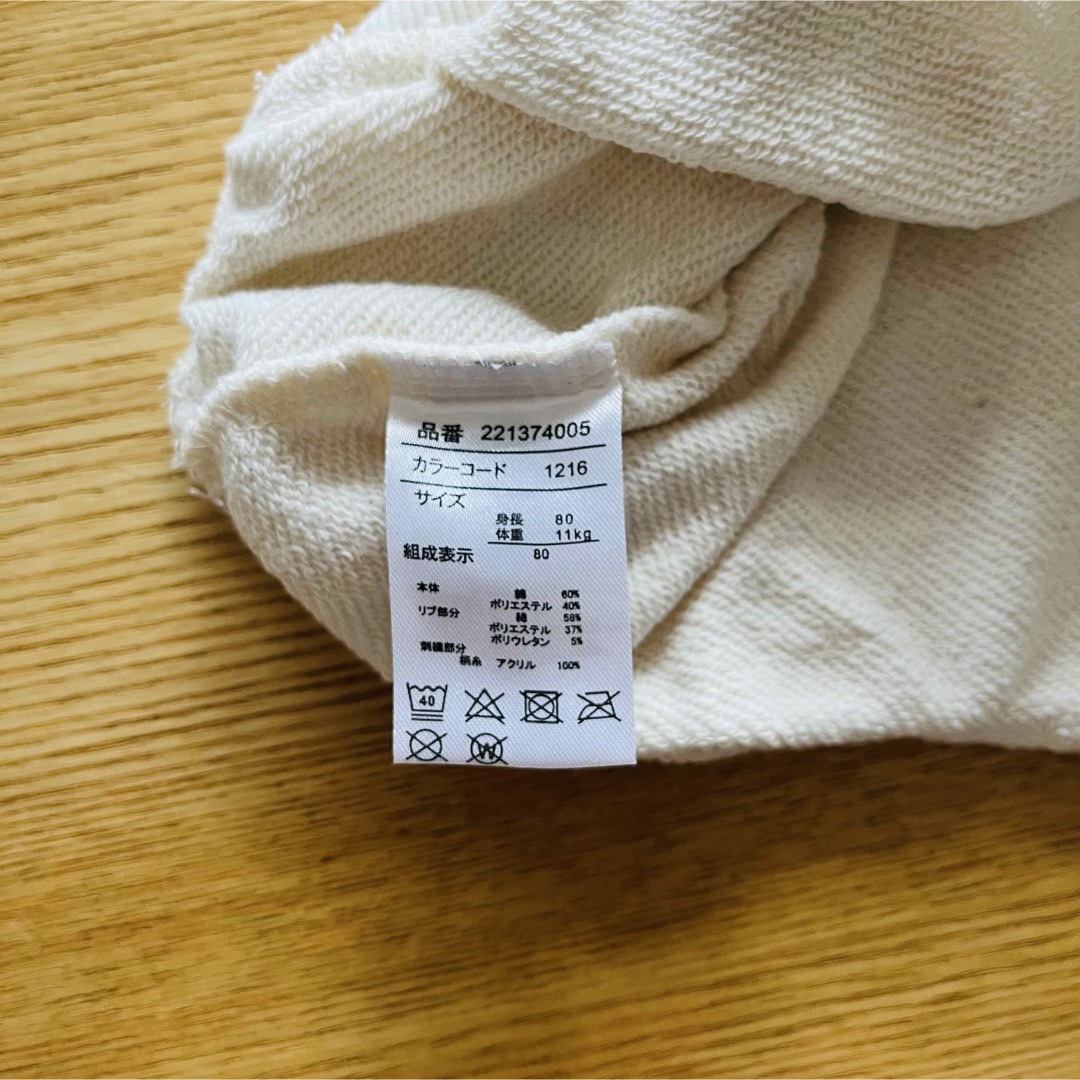 品番 221374005
カラーコード 1216
サイズ
身長 80
体重 11kg
組成表示 80
本体 綿 60%
ポリエステル 40%
リブ部分 綿 58%
ポリエステル 37%
ポリウレタン 5%
刺繍部分
柄糸 アクリル 100%
40
W